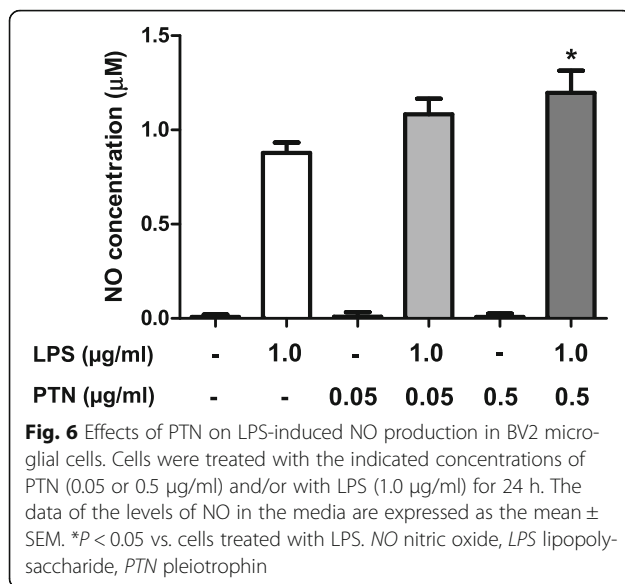 1.5
*
1.0
0.5
0.0
NO concentration (μM)
LPS (μg/ml) - 1.0 - 1.0 - 1.0
PTN (μg/ml) - - 0.05 0.05 0.5 0.5
Fig. 6 Effects of PTN on LPS-induced NO production in BV2 micro-
glial cells. Cells were treated with the indicated concentrations of
PTN (0.05 or 0.5 μg/ml) and/or with LPS (1.0 μg/ml) for 24 h. The
data of the levels of NO in the media are expressed as the mean ±
SEM. *P < 0.05 vs. cells treated with LPS. NO nitric oxide, LPS lipopoly-
saccharide, PTN pleiotrophin